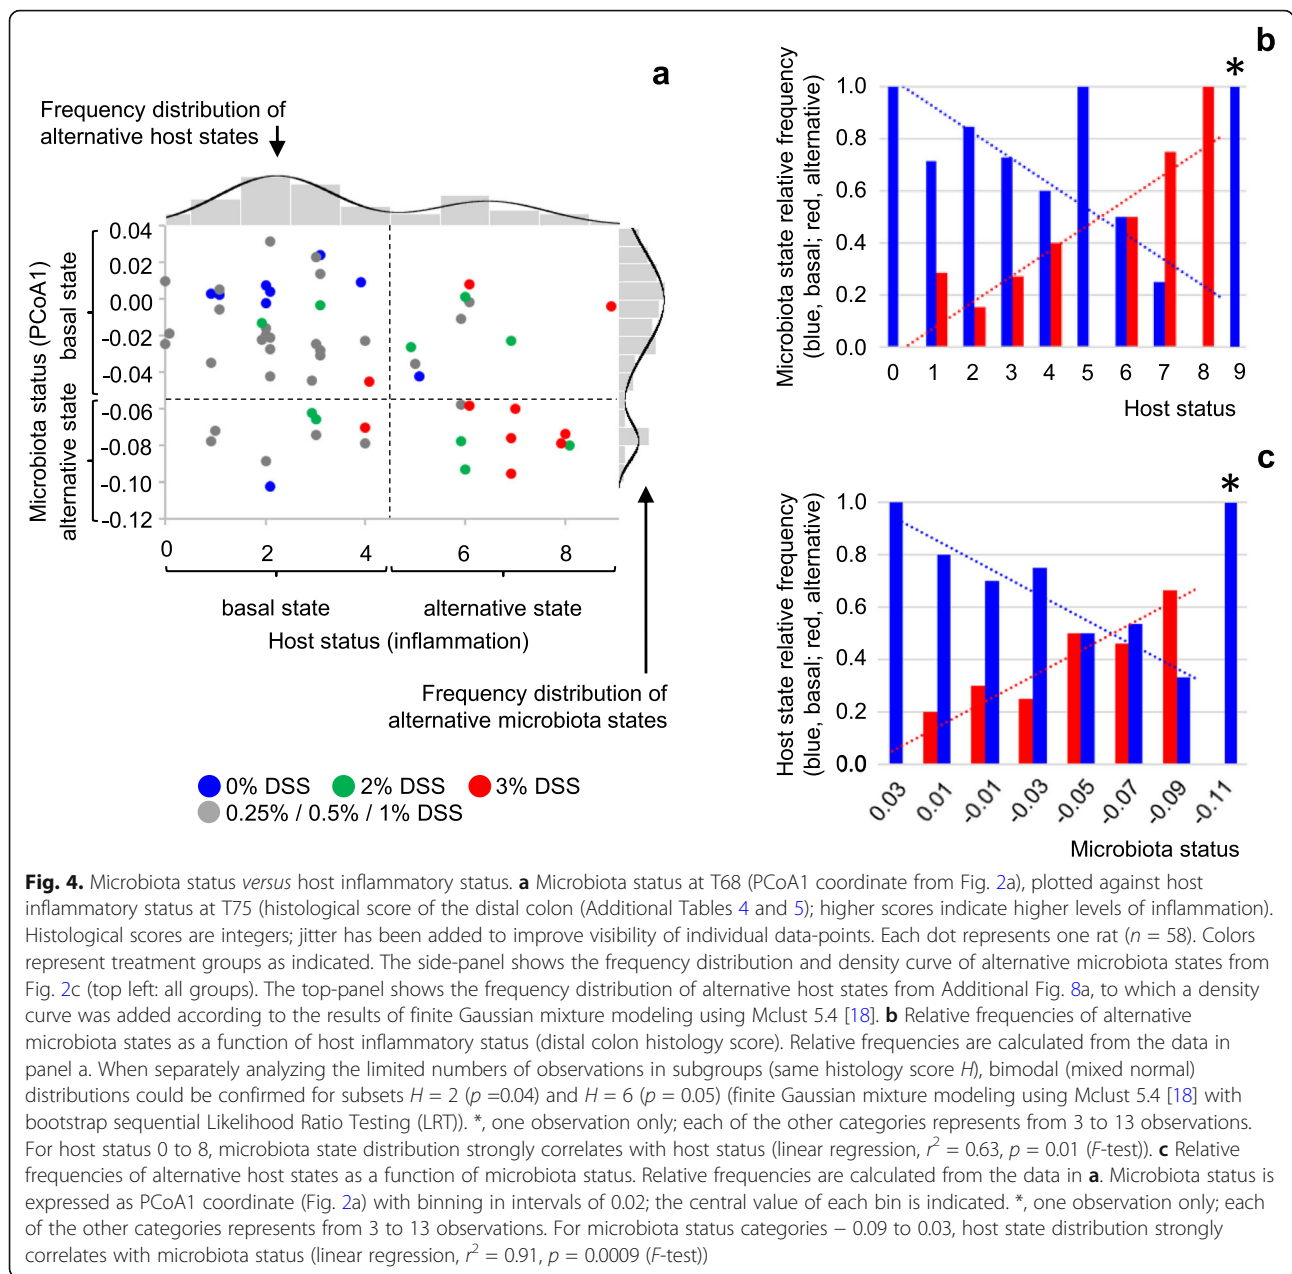 a
Frequency distribution of
alternative host states
Microbiota status (PCoA1)
alternative state basal state
0.04
0.02
0.00
-0.02
-0.04
-0.06
-0.08
-0.10
-0.12
0 2 4 6 8
basal state alternative state
Host status (inflammation)
Frequency distribution of
alternative microbiota states
0% DSS 2% DSS 3% DSS
0.25% / 0.5% / 1% DSS
b
*
Microbiota state relative frequency
(blue, basal; red, alternative)
1.0
0.8
0.6
0.4
0.2
0.0
0 1 2 3 4 5 6 7 8 9
Host status
c
*
Host state relative frequency
(blue, basal; red, alternative)
1.0
0.8
0.6
0.4
0.2
0.0
0.03 0.01 -0.01 -0.03 -0.05 -0.07 -0.09 -0.11
Microbiota status
Fig. 4. Microbiota status versus host inflammatory status. a Microbiota status at T68 (PCoA1 coordinate from Fig. 2a), plotted against host
inflammatory status at T75 (histological score of the distal colon (Additional Tables 4 and 5); higher scores indicate higher levels of inflammation).
Histological scores are integers; jitter has been added to improve visibility of individual data-points. Each dot represents one rat (n = 58). Colors
represent treatment groups as indicated. The side-panel shows the frequency distribution and density curve of alternative microbiota states from
Fig. 2c (top left: all groups). The top-panel shows the frequency distribution of alternative host states from Additional Fig. 8a, to which a density
curve was added according to the results of finite Gaussian mixture modeling using Mclust 5.4 [18]. b Relative frequencies of alternative
microbiota states as a function of host inflammatory status (distal colon histology score). Relative frequencies are calculated from the data in
panel a. When separately analyzing the limited numbers of observations in subgroups (same histology score H), bimodal (mixed normal)
distributions could be confirmed for subsets H = 2 (p =0.04) and H = 6 (p = 0.05) (finite Gaussian mixture modeling using Mclust 5.4 [18] with
bootstrap sequential Likelihood Ratio Testing (LRT)). *, one observation only; each of the other categories represents from 3 to 13 observations.
For host status 0 to 8, microbiota state distribution strongly correlates with host status (linear regression, r² = 0.63, p = 0.01 (F-test)). c Relative
frequencies of alternative host states as a function of microbiota status. Relative frequencies are calculated from the data in a. Microbiota status is
expressed as PCoA1 coordinate (Fig. 2a) with binning in intervals of 0.02; the central value of each bin is indicated. *, one observation only; each
of the other categories represents from 3 to 13 observations. For microbiota status categories − 0.09 to 0.03, host state distribution strongly
correlates with microbiota status (linear regression, r² = 0.91, p = 0.0009 (F-test))